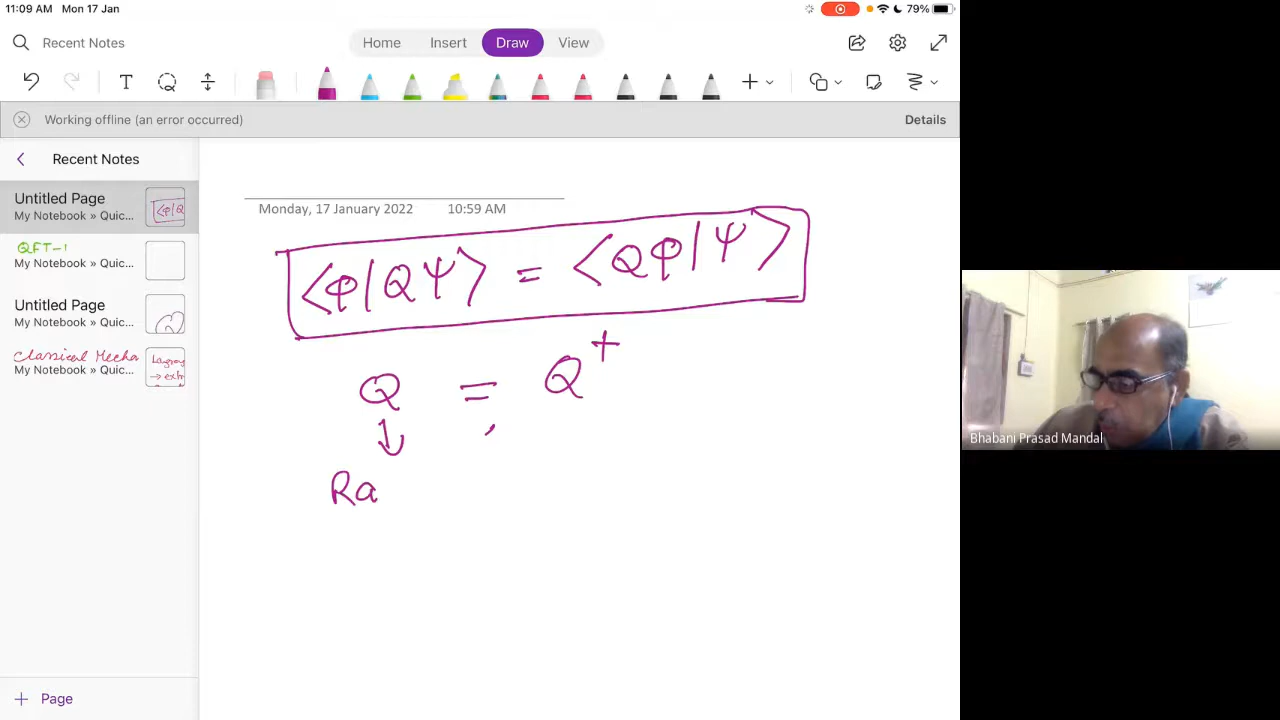 11:09 AM Mon 17 Jan
79%
Recent Notes
Home Insert Draw View
Working offline (an error occurred)
Details
Recent Notes
Untitled Page
My Notebook » Quic...
QFT-1
My Notebook » Quic...
Untitled Page
My Notebook » Quic...
Classical Mecha
My Notebook » Quic...
Monday, 17 January 2022 10:59 AM
⟨φ|QΨ⟩ = ⟨Qφ|Ψ⟩
Q = Q†
↓ ,
Ra
Page
Bhabani Prasad Mandal